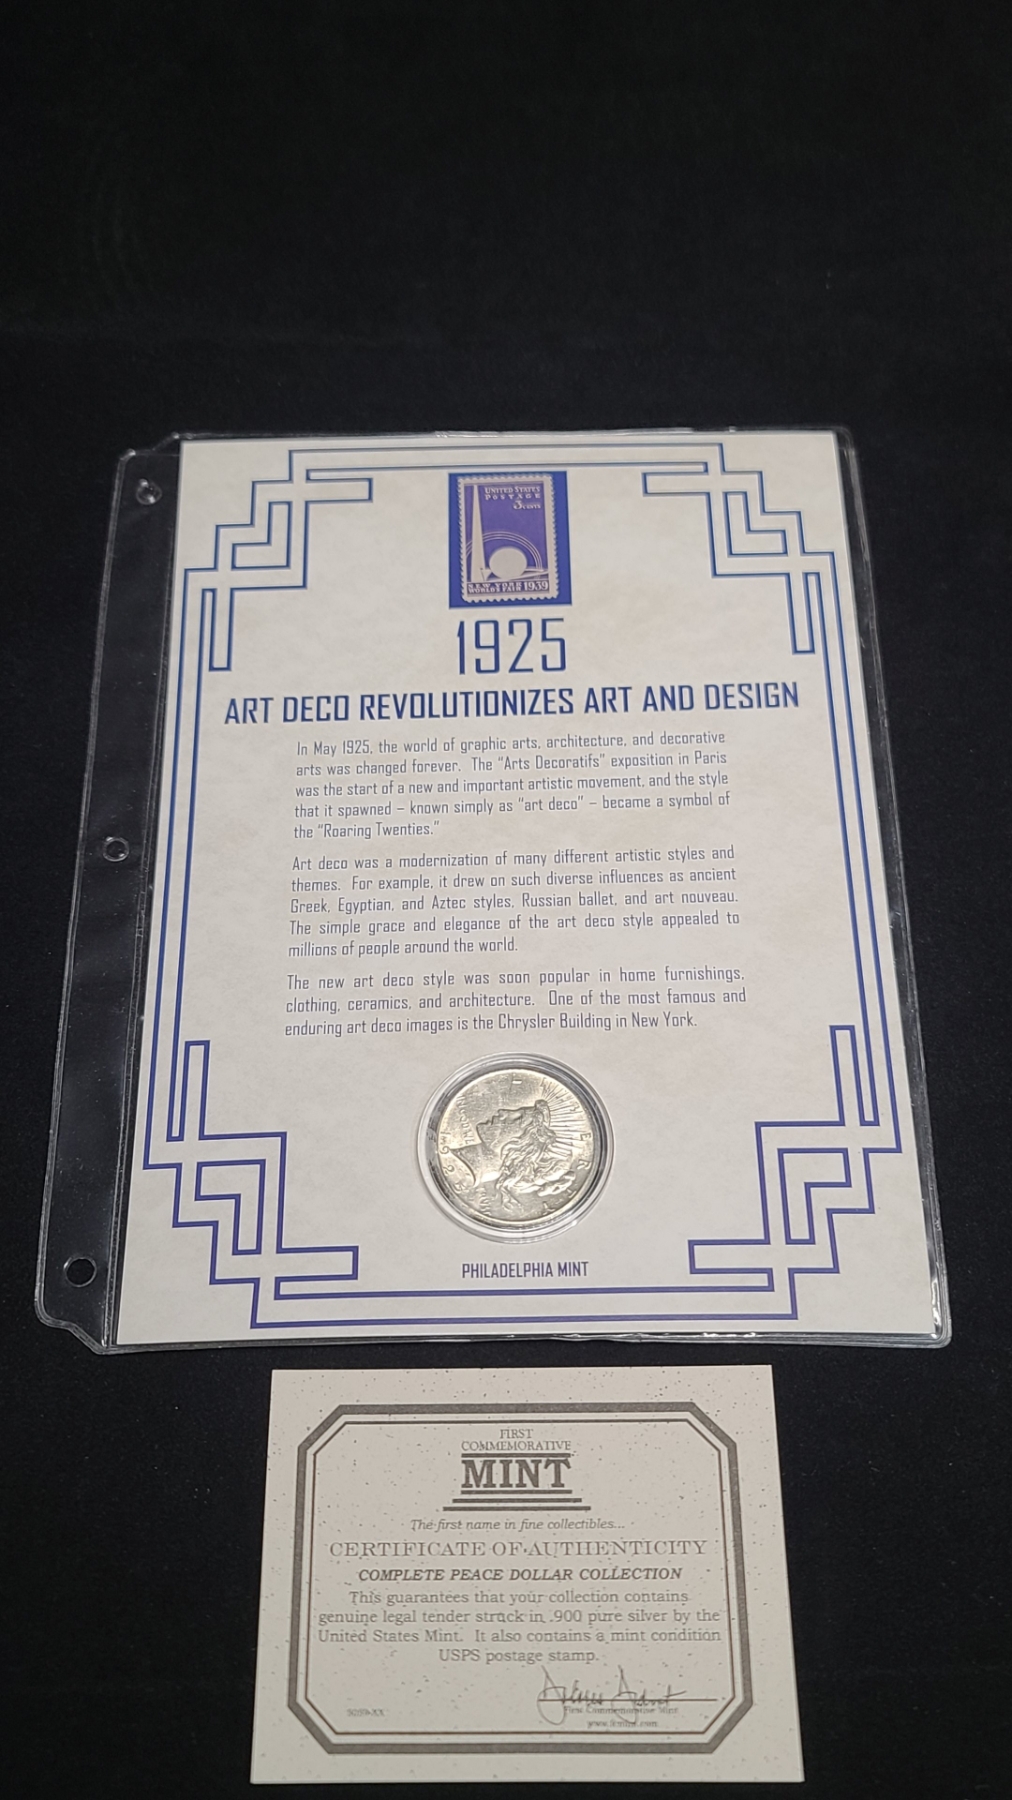 UNITED STATES
POSTAGE
3 CENTS
NEW YORK
WORLD'S FAIR 1939
1925
ART DECO REVOLUTIONIZES ART AND DESIGN
In May 1925, the world of graphic arts, architecture, and decorative
arts was changed forever. The "Arts Decoratifs" exposition in Paris
was the start of a new and important artistic movement, and the style
that it spawned – known simply as "art deco" – became a symbol of
the "Roaring Twenties."
Art deco was a modernization of many different artistic styles and
themes. For example, it drew on such diverse influences as ancient
Greek, Egyptian, and Aztec styles, Russian ballet, and art nouveau.
The simple grace and elegance of the art deco style appealed to
millions of people around the world.
The new art deco style was soon popular in home furnishings,
clothing, ceramics, and architecture. One of the most famous and
enduring art deco images is the Chrysler Building in New York.
PHILADELPHIA MINT
FIRST
COMMEMORATIVE
MINT
The first name in fine collectibles...
CERTIFICATE OF AUTHENTICITY
COMPLETE PEACE DOLLAR COLLECTION
This guarantees that your collection contains
genuine legal tender struck in .900 pure silver by the
United States Mint. It also contains a mint condition
USPS postage stamp.
First Commemorative Mint